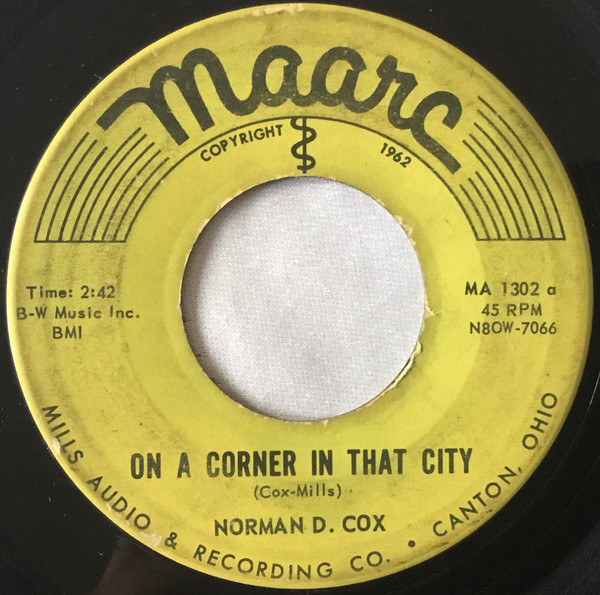 maarc
COPYRIGHT 1962
Time: 2:42
B-W Music Inc.
BMI
MA 1302 a
45 RPM
N8OW-7066
ON A CORNER IN THAT CITY
(Cox-Mills)
NORMAN D. COX
MILLS AUDIO & RECORDING CO. • CANTON, OHIO